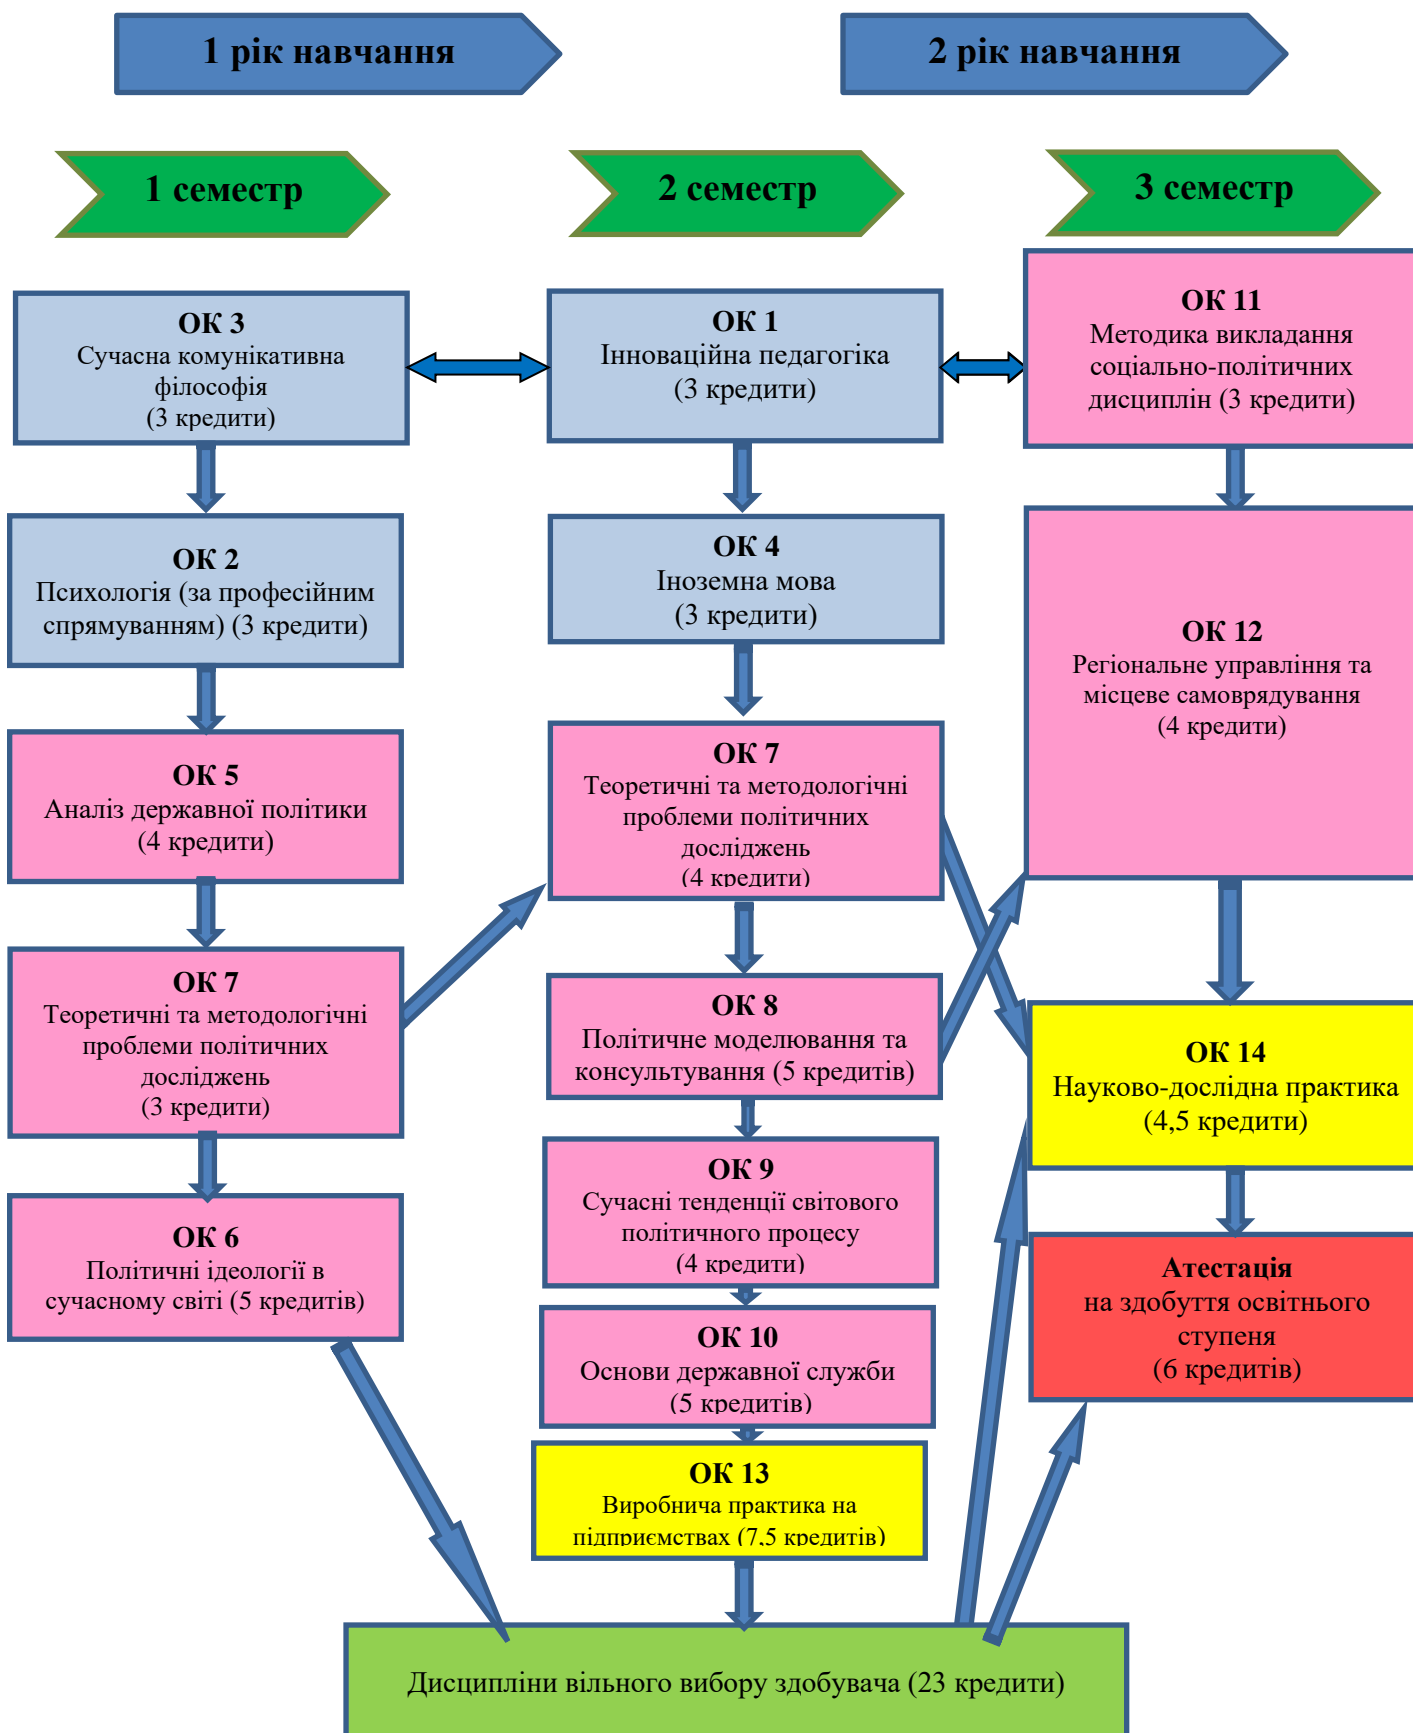 1 рік навчання
2 рік навчання
1 семестр
2 семестр
3 семестр
ОК 3
Сучасна комунікативна
філософія
(3 кредити)
ОК 2
Психологія (за професійним
спрямуванням) (3 кредити)
ОК 5
Аналіз державної політики
(4 кредити)
ОК 7
Теоретичні та методологічні
проблеми політичних
досліджень
(3 кредити)
ОК 6
Політичні ідеології в
сучасному світі (5 кредитів)
ОК 1
Інноваційна педагогіка
(3 кредити)
ОК 4
Іноземна мова
(3 кредити)
ОК 7
Теоретичні та методологічні
проблеми політичних
досліджень
(4 кредити)
ОК 8
Політичне моделювання та
консультування (5 кредитів)
ОК 9
Сучасні тенденції світового
політичного процесу
(4 кредити)
ОК 10
Основи державної служби
(5 кредитів)
ОК 13
Виробнича практика на
підприємствах (7,5 кредитів)
ОК 11
Методика викладання
соціально-політичних
дисциплін (3 кредити)
ОК 12
Регіональне управління та
місцеве самоврядування
(4 кредити)
ОК 14
Науково-дослідна практика
(4,5 кредити)
Атестація
на здобуття освітнього
ступеня
(6 кредитів)
Дисципліни вільного вибору здобувача (23 кредити)